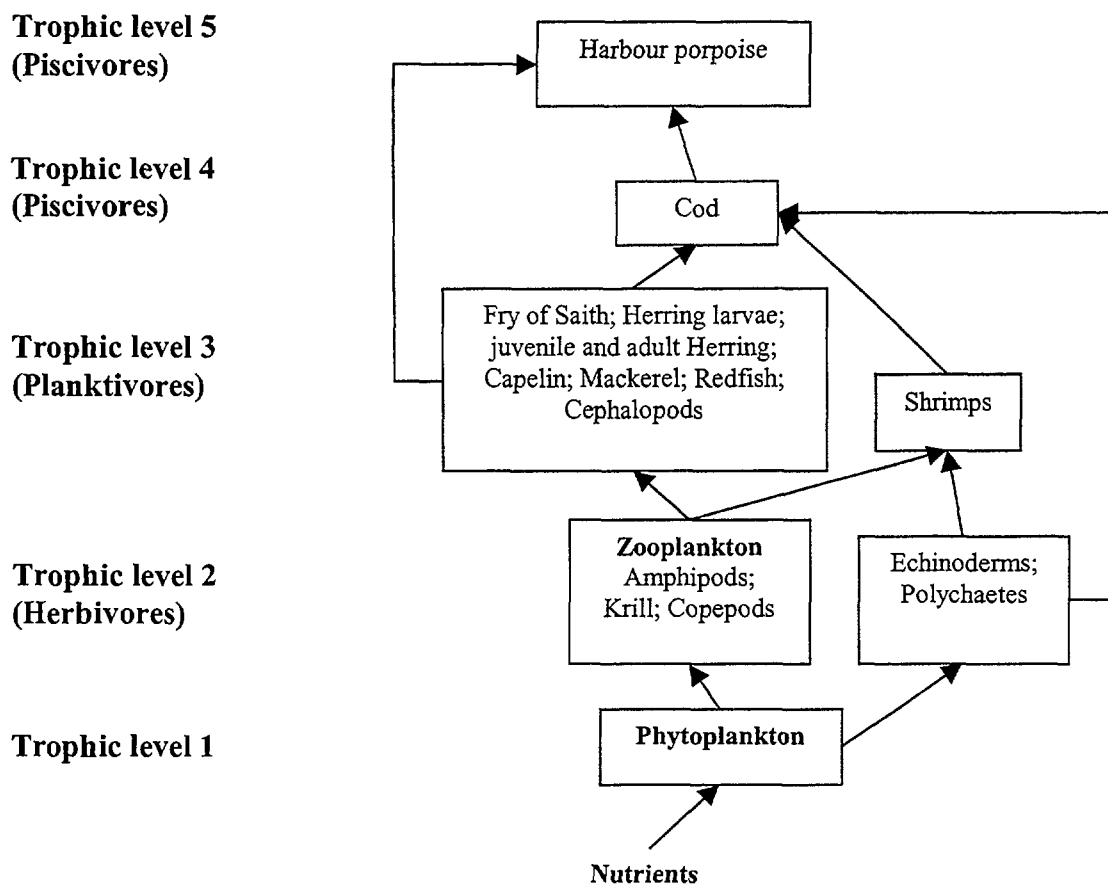 Trophic level 5
(Piscivores)
Harbour porpoise
Trophic level 4
(Piscivores)
Cod
Trophic level 3
(Planktivores)
Fry of Saith; Herring larvae;
juvenile and adult Herring;
Capelin; Mackerel; Redfish;
Cephalopods
Shrimps
Trophic level 2
(Herbivores)
Zooplankton
Amphipods;
Krill; Copepods
Echinoderms;
Polychaetes
Trophic level 1
Phytoplankton
Nutrients